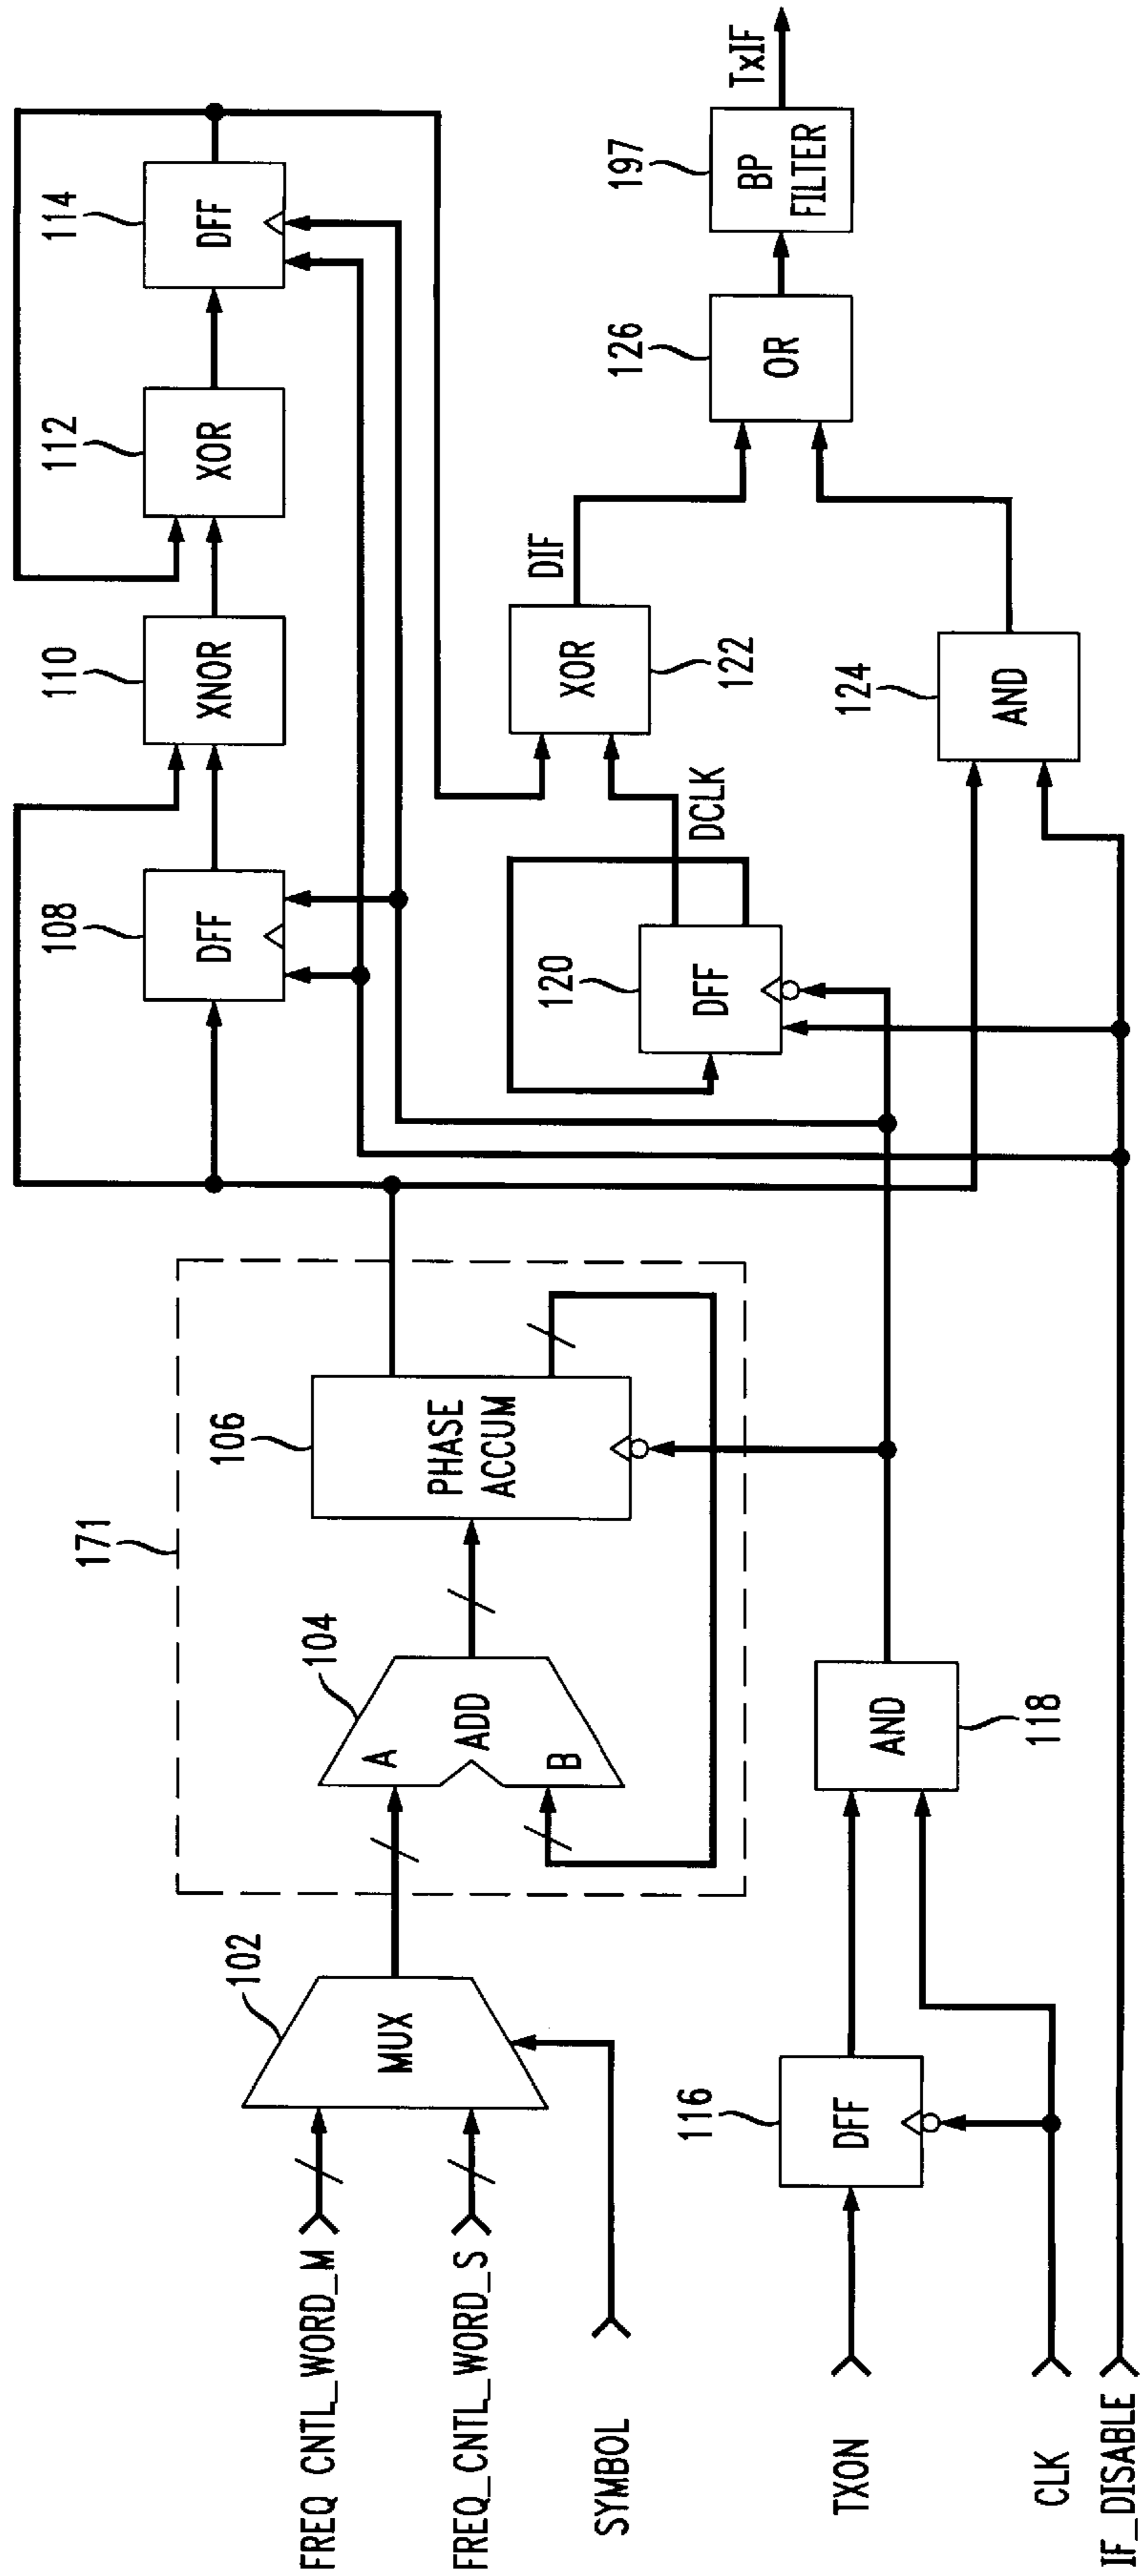 FREQ CNTL_WORD_M
FREQ_CNTL_WORD_S
SYMBOL
TXON
CLK
IF_DISABLE
102
MUX
116
DFF
171
104
A
ADD
B
118
AND
106
PHASE
ACCUM
108
DFF
120
DFF
DCLK
110
XNOR
XOR
122
DIF
124
AND
112
XOR
126
OR
114
DFF
197
BP
FILTER
TxIF